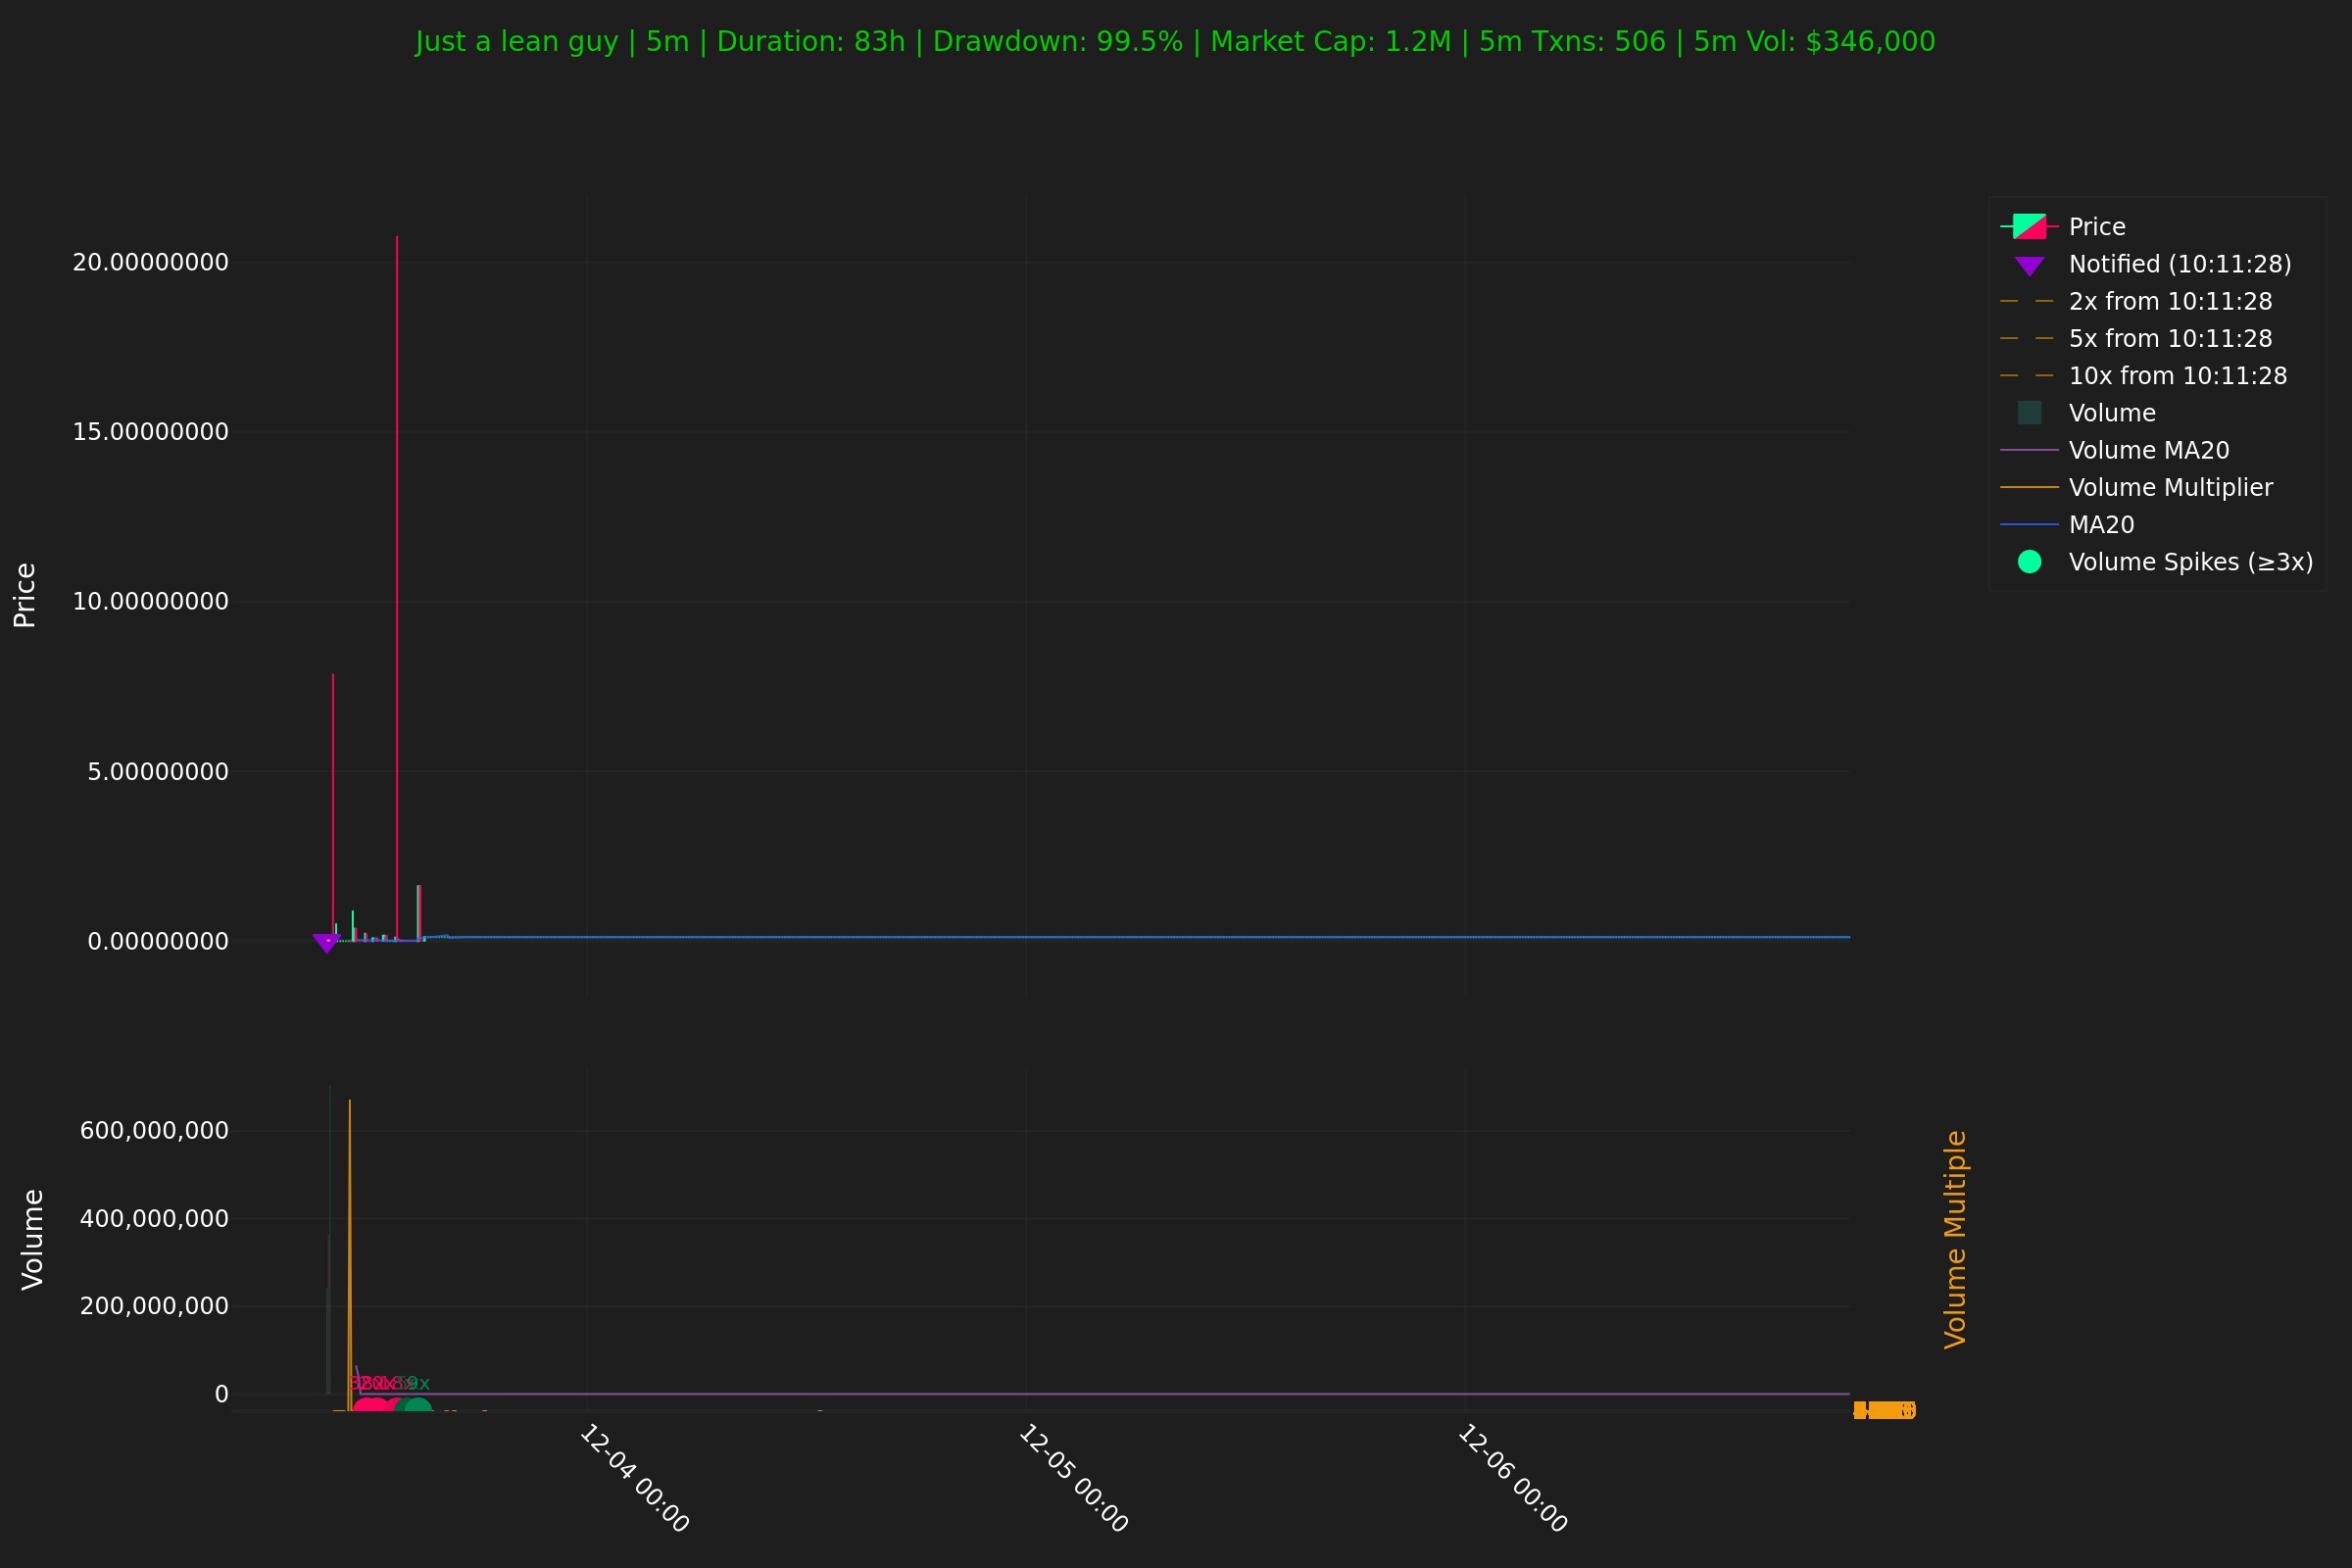 Just a lean guy | 5m | Duration: 83h | Drawdown: 99.5% | Market Cap: 1.2M | 5m Txns: 506 | 5m Vol: $346,000
Price
20.00000000
15.00000000
10.00000000
5.00000000
0.00000000
Price
Notified (10:11:28)
2x from 10:11:28
5x from 10:11:28
10x from 10:11:28
Volume
Volume MA20
Volume Multiplier
MA20
Volume Spikes (≥3x)
Volume
600,000,000
400,000,000
200,000,000
0
Volume Multiple
12-04 00:00
12-05 00:00
12-06 00:00